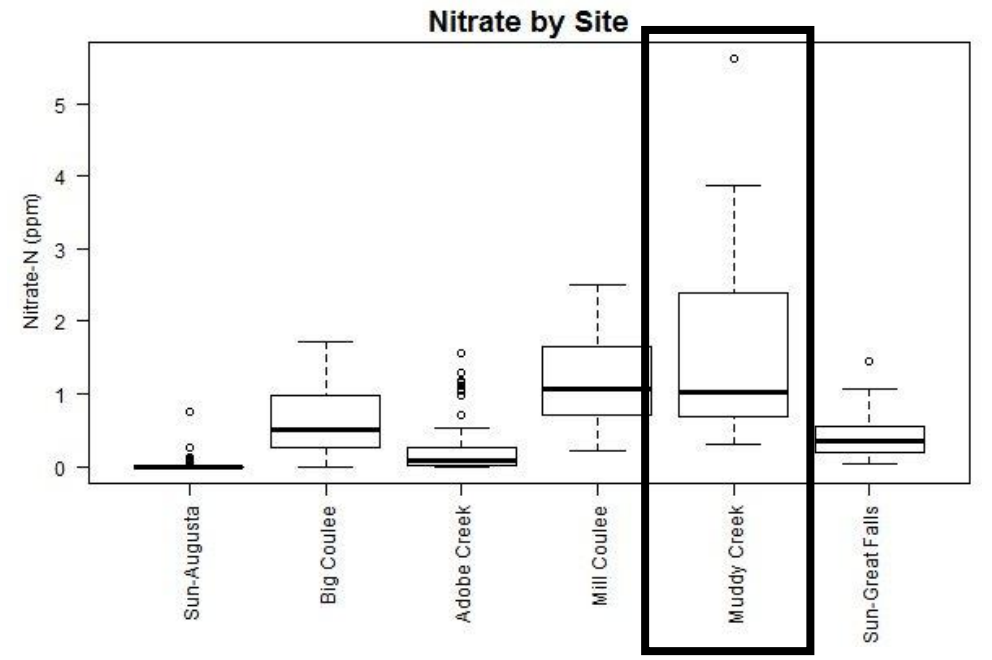 Nitrate by Site
Nitrate-N (ppm)
5
4
3
2
1
0
Sun-Augusta
Big Coulee
Adobe Creek
Mill Coulee
Muddy Creek
Sun-Great Falls